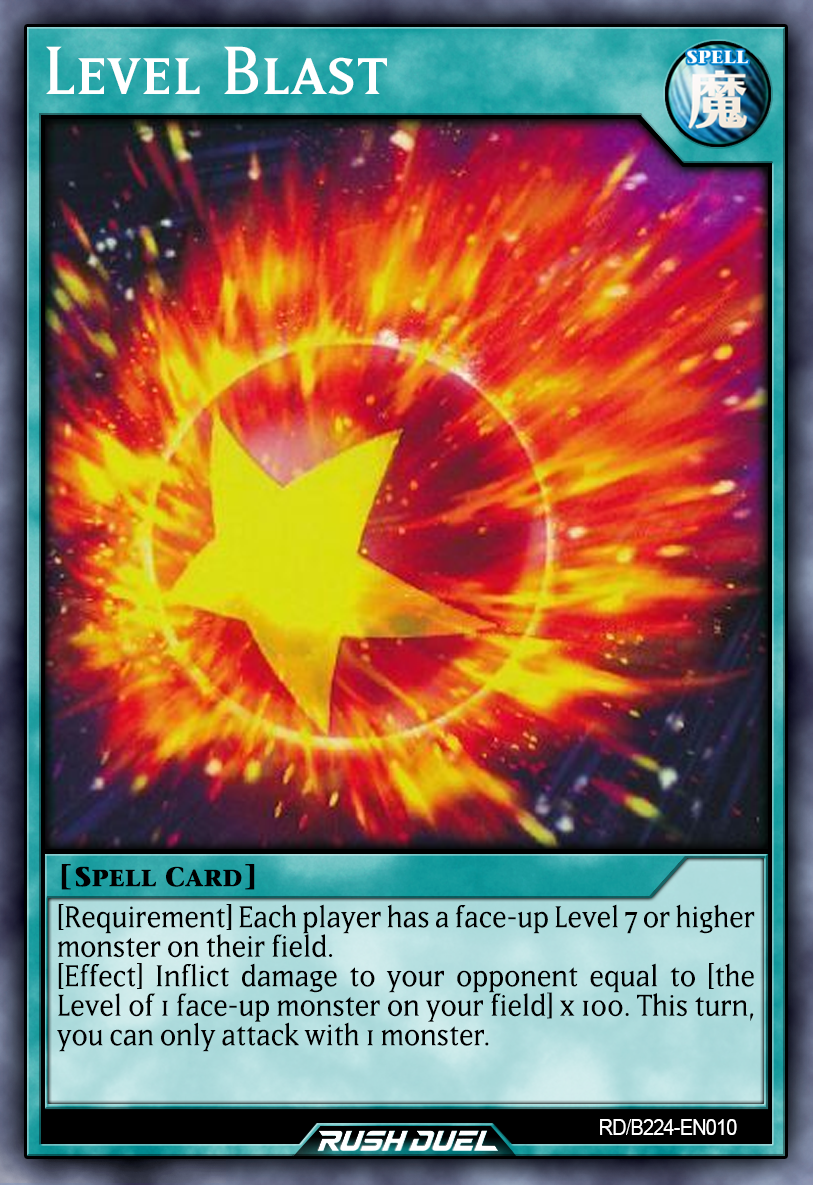 Level Blast
SPELL
魔
[Spell Card]
[Requirement] Each player has a face-up Level 7 or higher
monster on their field.
[Effect] Inflict damage to your opponent equal to [the
Level of 1 face-up monster on your field] x 100. This turn,
you can only attack with 1 monster.
RD/B224-EN010
RUSH DUEL